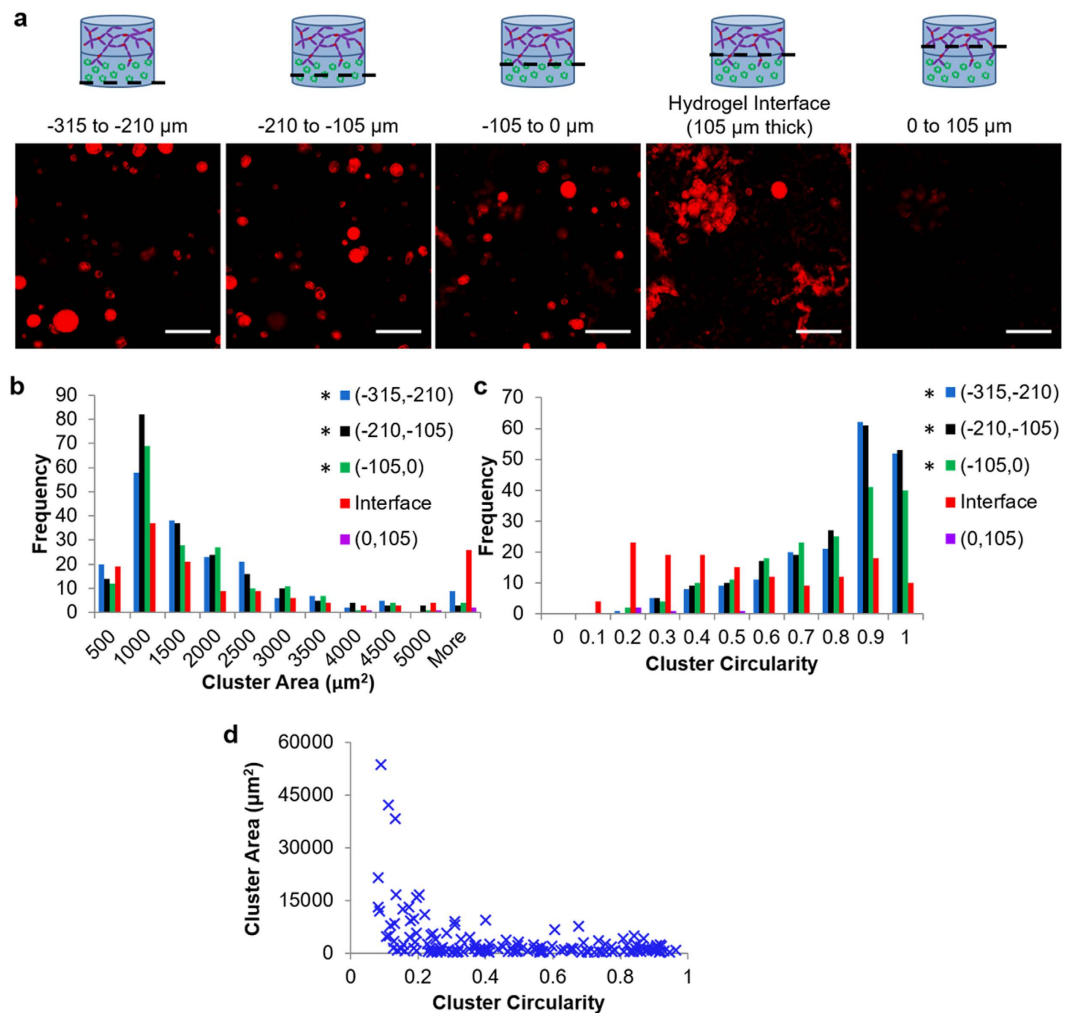 a
-315 to -210 µm
-210 to -105 µm
-105 to 0 µm
Hydrogel Interface
(105 µm thick)
0 to 105 µm
b
90
80
70
60
50
40
30
20
10
0
Frequency
500
1000
1500
2000
2500
3000
3500
4000
4500
5000
More
Cluster Area (µm²)
* (-315,-210)
* (-210,-105)
* (-105,0)
Interface
(0,105)
c
70
60
50
40
30
20
10
0
Frequency
0 0.1 0.2 0.3 0.4 0.5 0.6 0.7 0.8 0.9 1
Cluster Circularity
* (-315,-210)
* (-210,-105)
* (-105,0)
Interface
(0,105)
d
60000
45000
30000
15000
0
Cluster Area (µm²)
0 0.2 0.4 0.6 0.8 1
Cluster Circularity